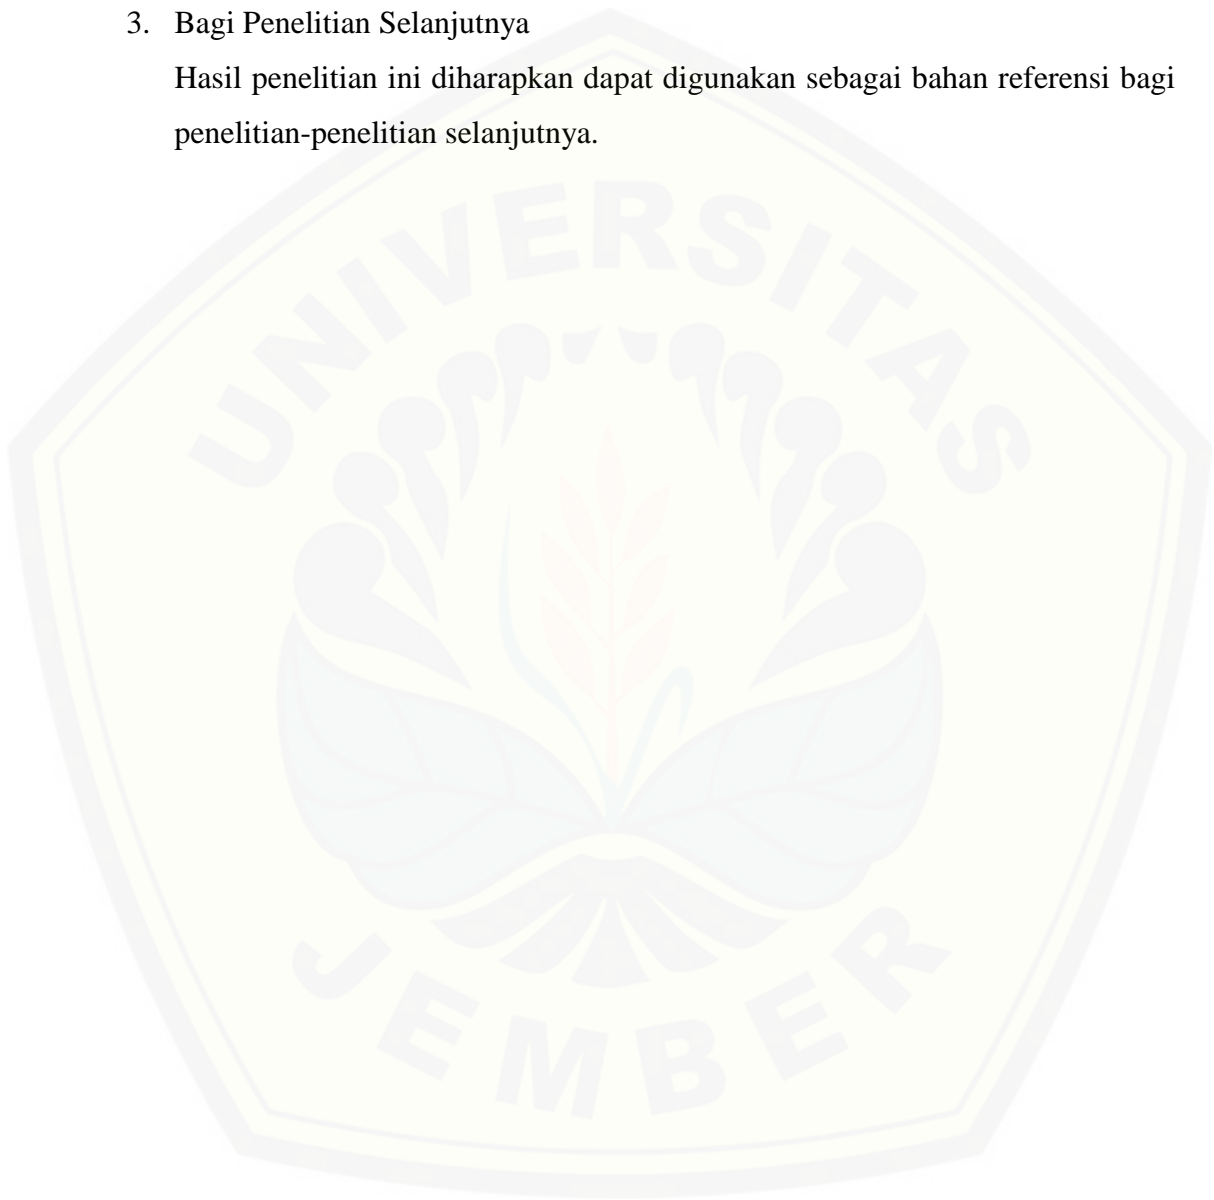 3. Bagi Penelitian Selanjutnya
Hasil penelitian ini diharapkan dapat digunakan sebagai bahan referensi bagi
penelitian-penelitian selanjutnya.
UNIVERSITAS
JEMBER